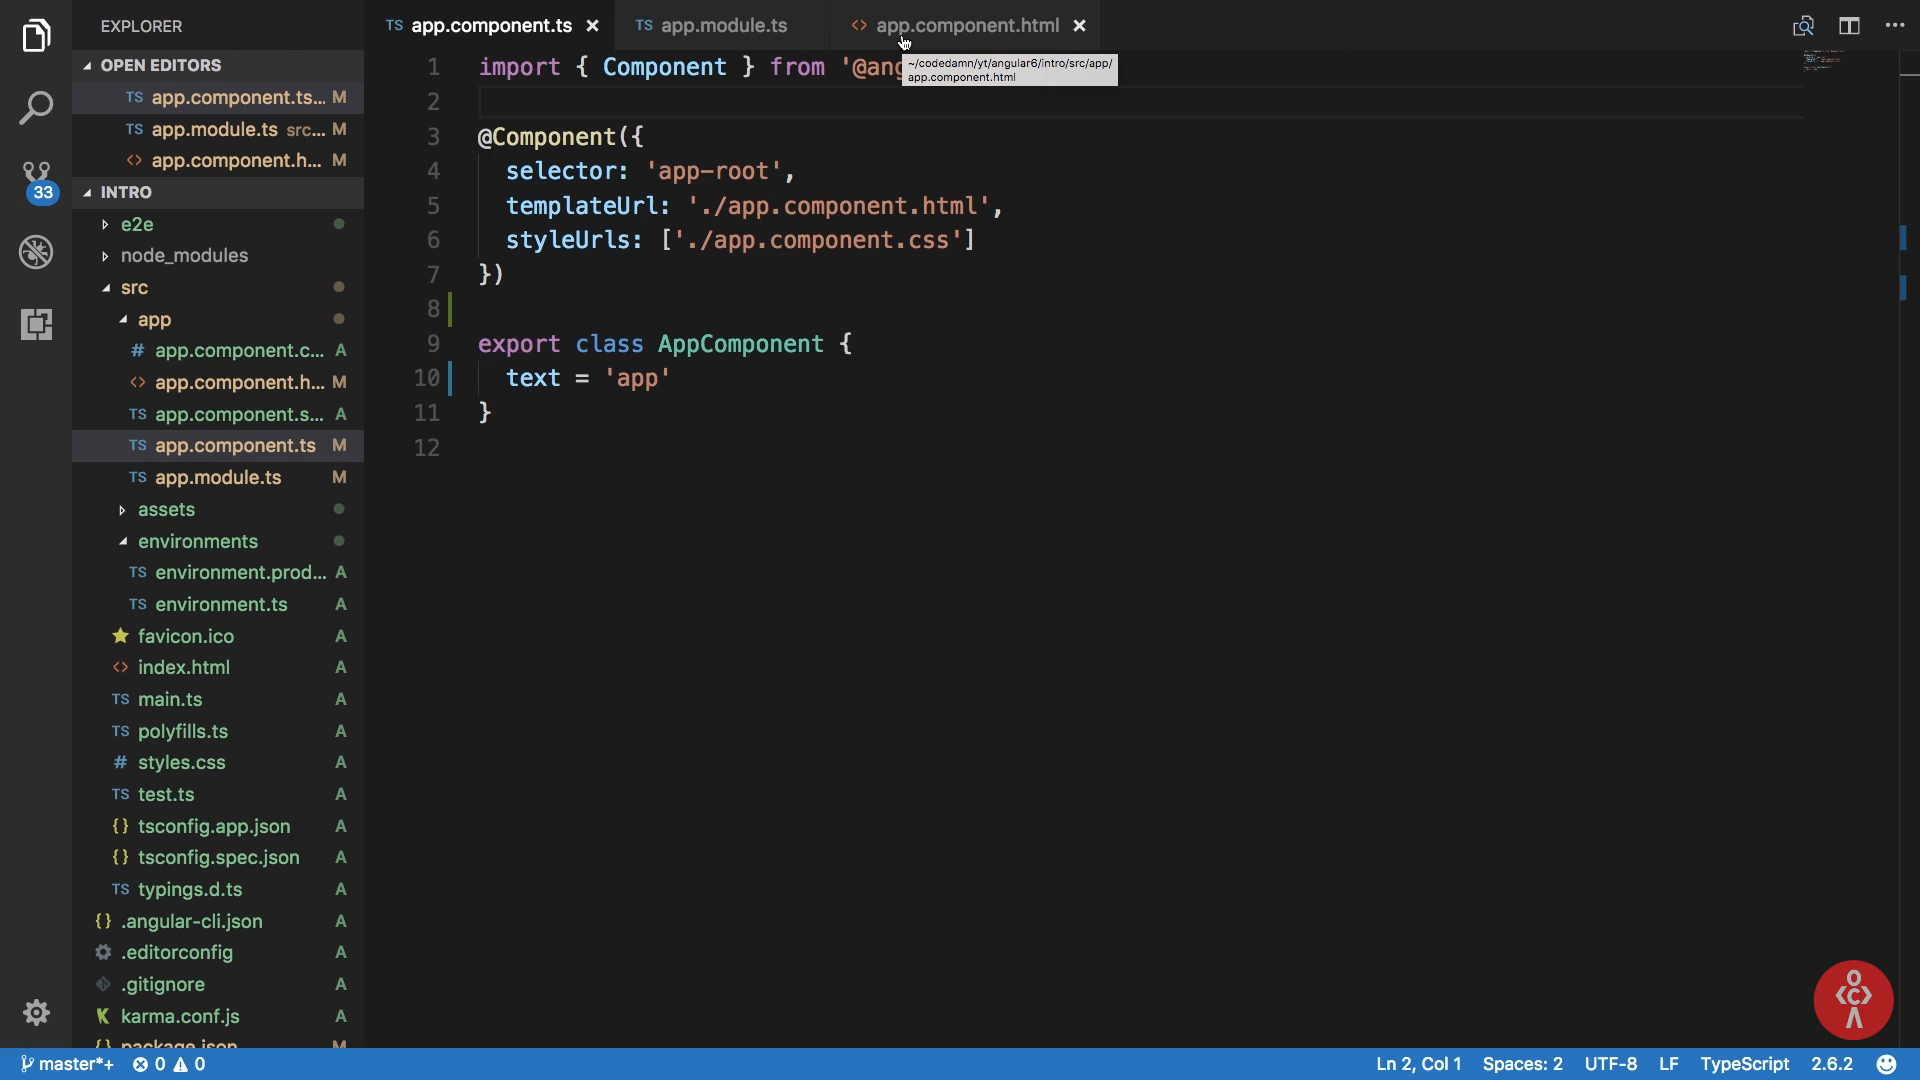 EXPLORER
OPEN EDITORS
TS app.component.ts... M
TS app.module.ts src... M
<> app.component.h... M
INTRO
e2e
node_modules
src
app
# app.component.c... A
<> app.component.h... M
TS app.component.s... A
TS app.component.ts M
TS app.module.ts M
assets
environments
TS environment.prod... A
TS environment.ts A
favicon.ico A
<> index.html A
TS main.ts A
TS polyfills.ts A
# styles.css A
TS test.ts A
{} tsconfig.app.json A
{} tsconfig.spec.json A
TS typings.d.ts A
{} .angular-cli.json A
.editorconfig A
.gitignore A
K karma.conf.js A
{} package.json M
33
TS app.component.ts ×
TS app.module.ts
<> app.component.html ×
~/codedamn/yt/angular6/intro/src/app/
app.component.html
1 import { Component } from '@ang
2
3 @Component({
4 selector: 'app-root',
5 templateUrl: './app.component.html',
6 styleUrls: ['./app.component.css']
7 })
8
9 export class AppComponent {
10 text = 'app'
11 }
12
master*+ 0 0
Ln 2, Col 1 Spaces: 2 UTF-8 LF TypeScript 2.6.2